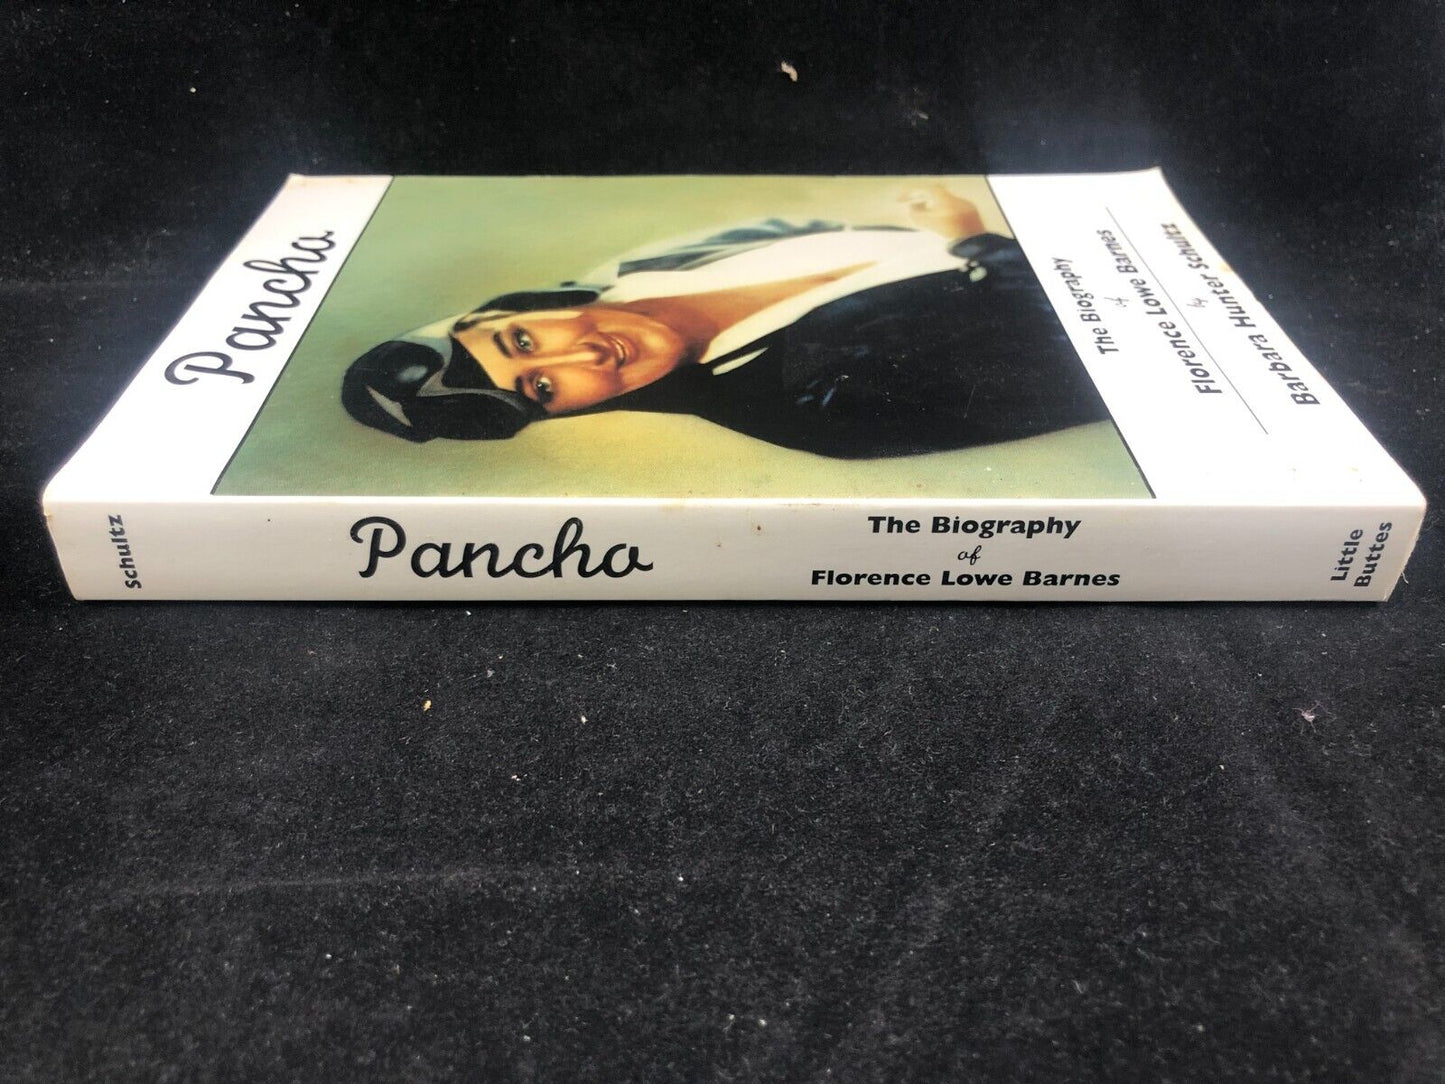 Pancho
The Biography
of
Florence Lowe Barnes
by
Barbara Hunter Schultz
Schultz
Pancho
The Biography
of
Florence Lowe Barnes
Little
Buttes